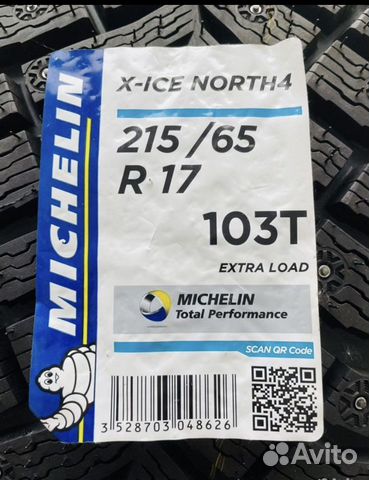 MICHELIN
X-ICE NORTH4
215 /65
R 17
103T
EXTRA LOAD
MICHELIN
Total Performance
SCAN QR Code
3 528703 048626
Avito